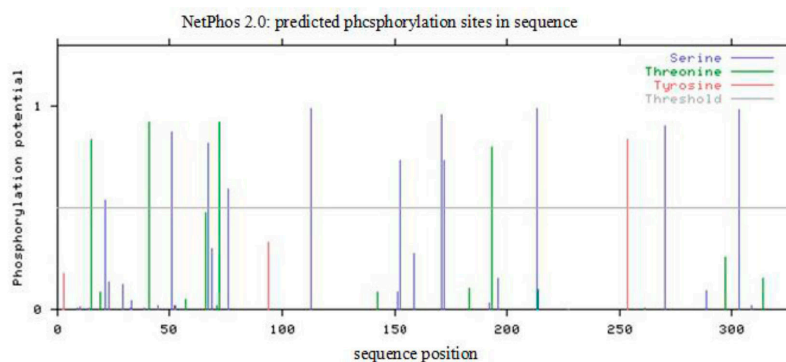 NetPhos 2.0: predicted phcsphorylation sites in sequence
Serine
Threonine
Tyrosine
Threshold
Phosphorylation potential
1
0
0 50 100 150 200 250 300
sequence position